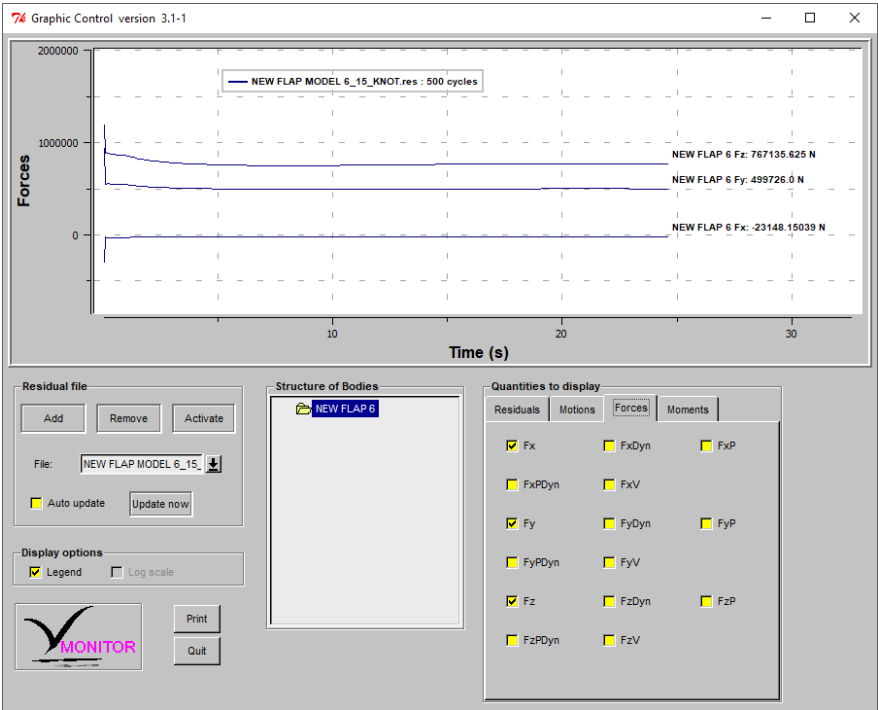 Graphic Control version 3.1-1
2000000
NEW FLAP MODEL 6_15_KNOT.res : 500 cycles
1000000
NEW FLAP 6 Fz: 767135.625 N
Forces
NEW FLAP 6 Fy: 499726.0 N
NEW FLAP 6 Fx: -23148.15039 N
0
10 20 30
Time (s)
Residual file
Add Remove Activate
File: NEW FLAP MODEL 6_15_
Auto update Update now
Display options
Legend Log scale
MONITOR
Print
Quit
Structure of Bodies
NEW FLAP 6
Quantities to display
Residuals Motions Forces Moments
Fx FxDyn FxP
FxPDyn FxV
Fy FyDyn FyP
FyPDyn FyV
Fz FzDyn FzP
FzPDyn FzV